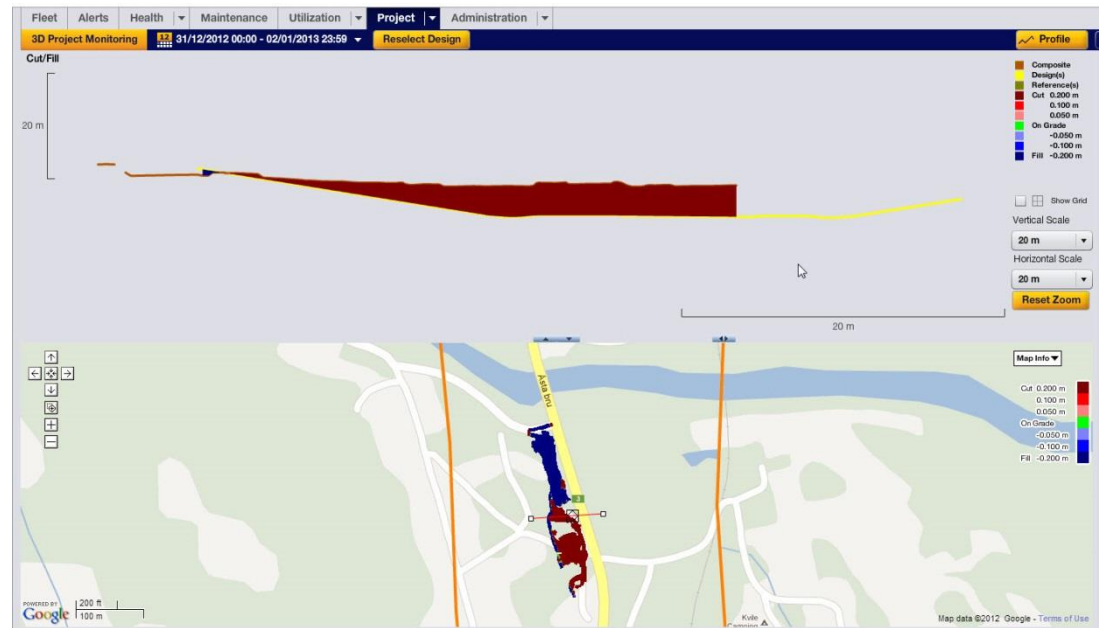 Fleet Alerts Health Maintenance Utilization Project Administration
3D Project Monitoring 12 31/12/2012 00:00 - 02/01/2013 23:59 Reselect Design Profile
Cut/Fill
20 m
Composite
Design(s)
Reference(s)
Cut 0.200 m
0.100 m
0.050 m
On Grade
-0.050 m
-0.100 m
Fill -0.200 m
Show Grid
Vertical Scale
20 m
Horizontal Scale
20 m
Reset Zoom
20 m
Map Info
Åsta bru
3
Cut 0.200 m
0.100 m
0.050 m
On Grade
-0.050 m
-0.100 m
Fill -0.200 m
POWERED BY
Google
200 ft
100 m
Kvile
Camping
Map data ©2012 Google - Terms of Use